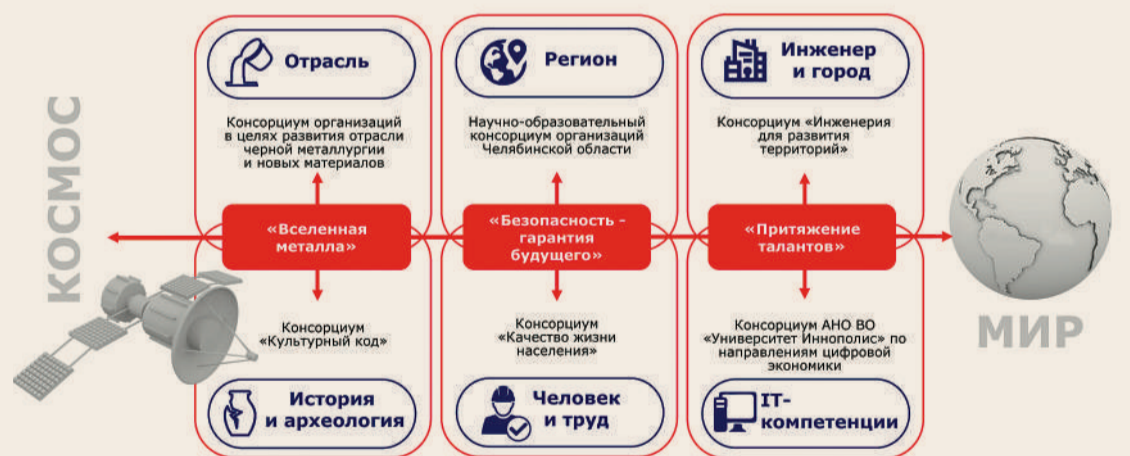 Отрасль
Регион
Инженер
и город
Консорциум организаций
в целях развития отрасли
черной металлургии
и новых материалов
Научно-образовательный
консорциум организаций
Челябинской области
Консорциум «Инженерия
для развития
территорий»
КОСМОС
«Вселенная
металла»
«Безопасность -
гарантия
будущего»
«Притяжение
талантов»
МИР
Консорциум
«Культурный код»
Консорциум
«Качество жизни
населения»
Консорциум АНО ВО
«Университет Иннополис» по
направлениям цифровой
экономики
История
и археология
Человек
и труд
IT-
компетенции